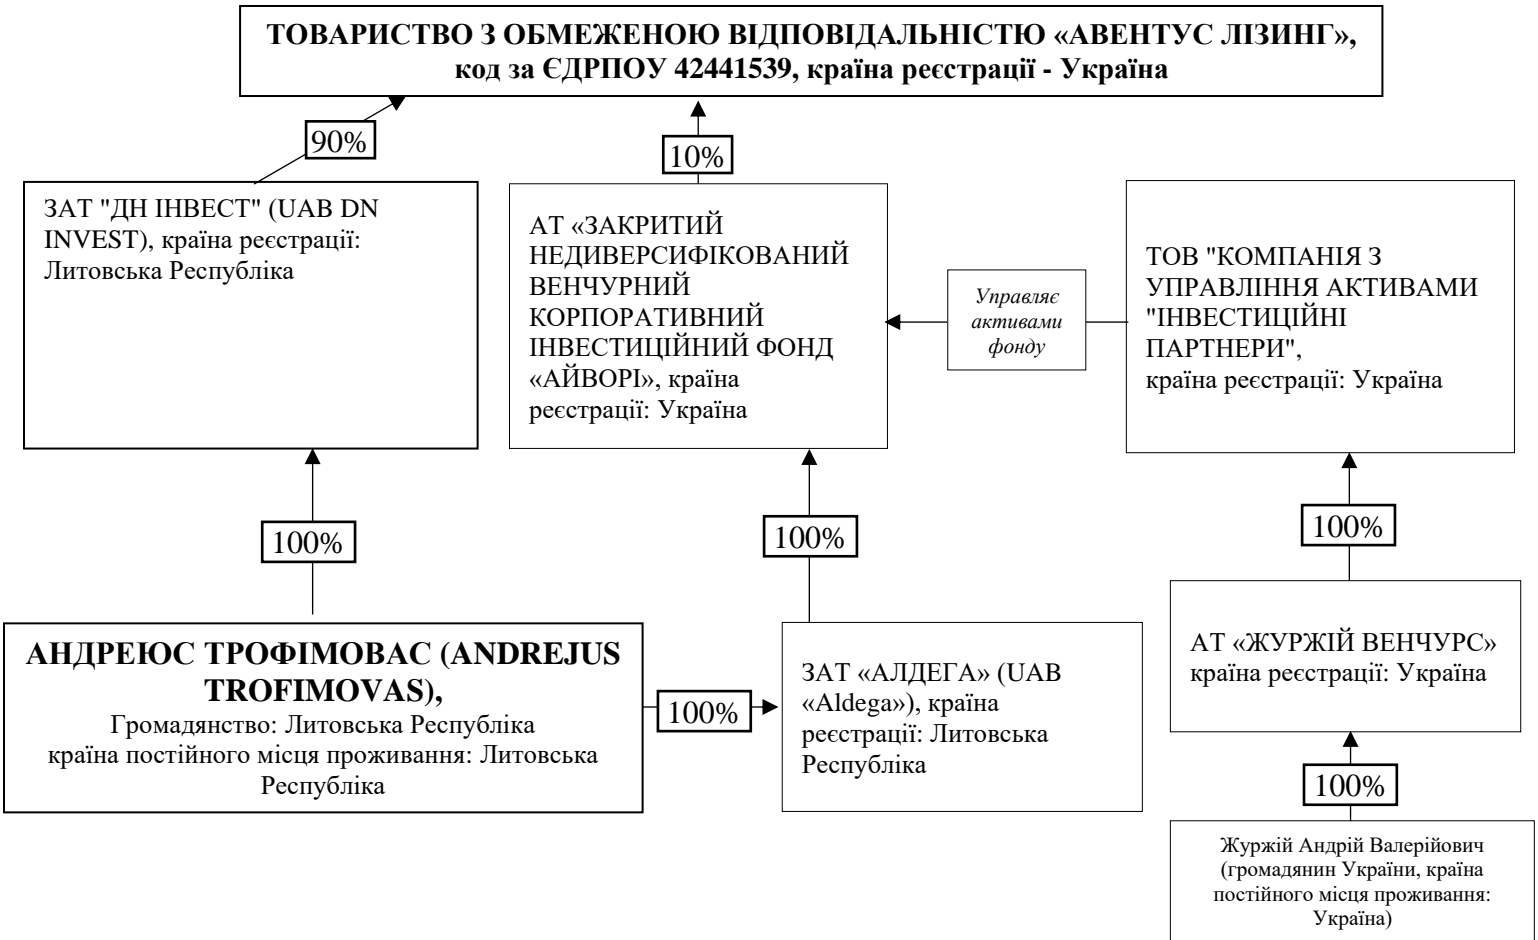 ТОВАРИСТВО З ОБМЕЖЕНОЮ ВІДПОВІДАЛЬНІСТЮ «АВЕНТУС ЛІЗИНГ»,
код за ЄДРПОУ 42441539, країна реєстрації - Україна
90%
10%
ЗАТ "ДН ІНВЕСТ" (UAB DN
INVEST), країна реєстрації:
Литовська Республіка
АТ «ЗАКРИТИЙ
НЕДИВЕРСИФІКОВАНИЙ
ВЕНЧУРНИЙ
КОРПОРАТИВНИЙ
ІНВЕСТИЦІЙНИЙ ФОНД
«АЙВОРІ», країна
реєстрації: Україна
Управляє
активами
фонду
ТОВ "КОМПАНІЯ З
УПРАВЛІННЯ АКТИВАМИ
"ІНВЕСТИЦІЙНІ
ПАРТНЕРИ",
країна реєстрації: Україна
100%
100%
100%
АНДРЕЮС ТРОФІМОВАС (ANDREJUS
TROFIMOVAS),
Громадянство: Литовська Республіка
країна постійного місця проживання: Литовська
Республіка
100%
ЗАТ «АЛДЕГА» (UAB
«Aldega»), країна
реєстрації: Литовська
Республіка
АТ «ЖУРЖІЙ ВЕНЧУРС»
країна реєстрації: Україна
100%
Журжій Андрій Валерійович
(громадянин України, країна
постійного місця проживання:
Україна)